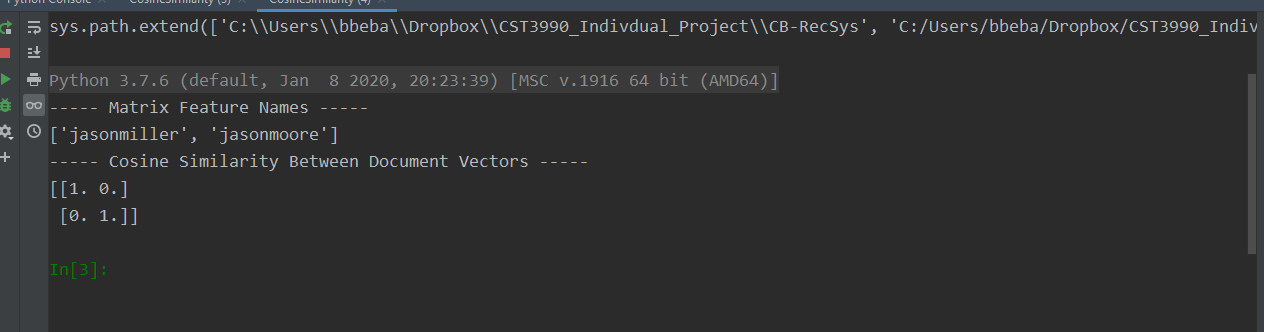 Python Console
CosineSimilarity (3)
CosineSimilarity (4)
sys.path.extend(['C:\\Users\\bbeba\\Dropbox\\CST3990_Indivdual_Project\\CB-RecSys', 'C:/Users/bbeba/Dropbox/CST3990_Indiv
Python 3.7.6 (default, Jan  8 2020, 20:23:39) [MSC v.1916 64 bit (AMD64)]
----- Matrix Feature Names -----
['jasonmiller', 'jasonmoore']
----- Cosine Similarity Between Document Vectors -----
[[1. 0.]
 [0. 1.]]
In[3]: